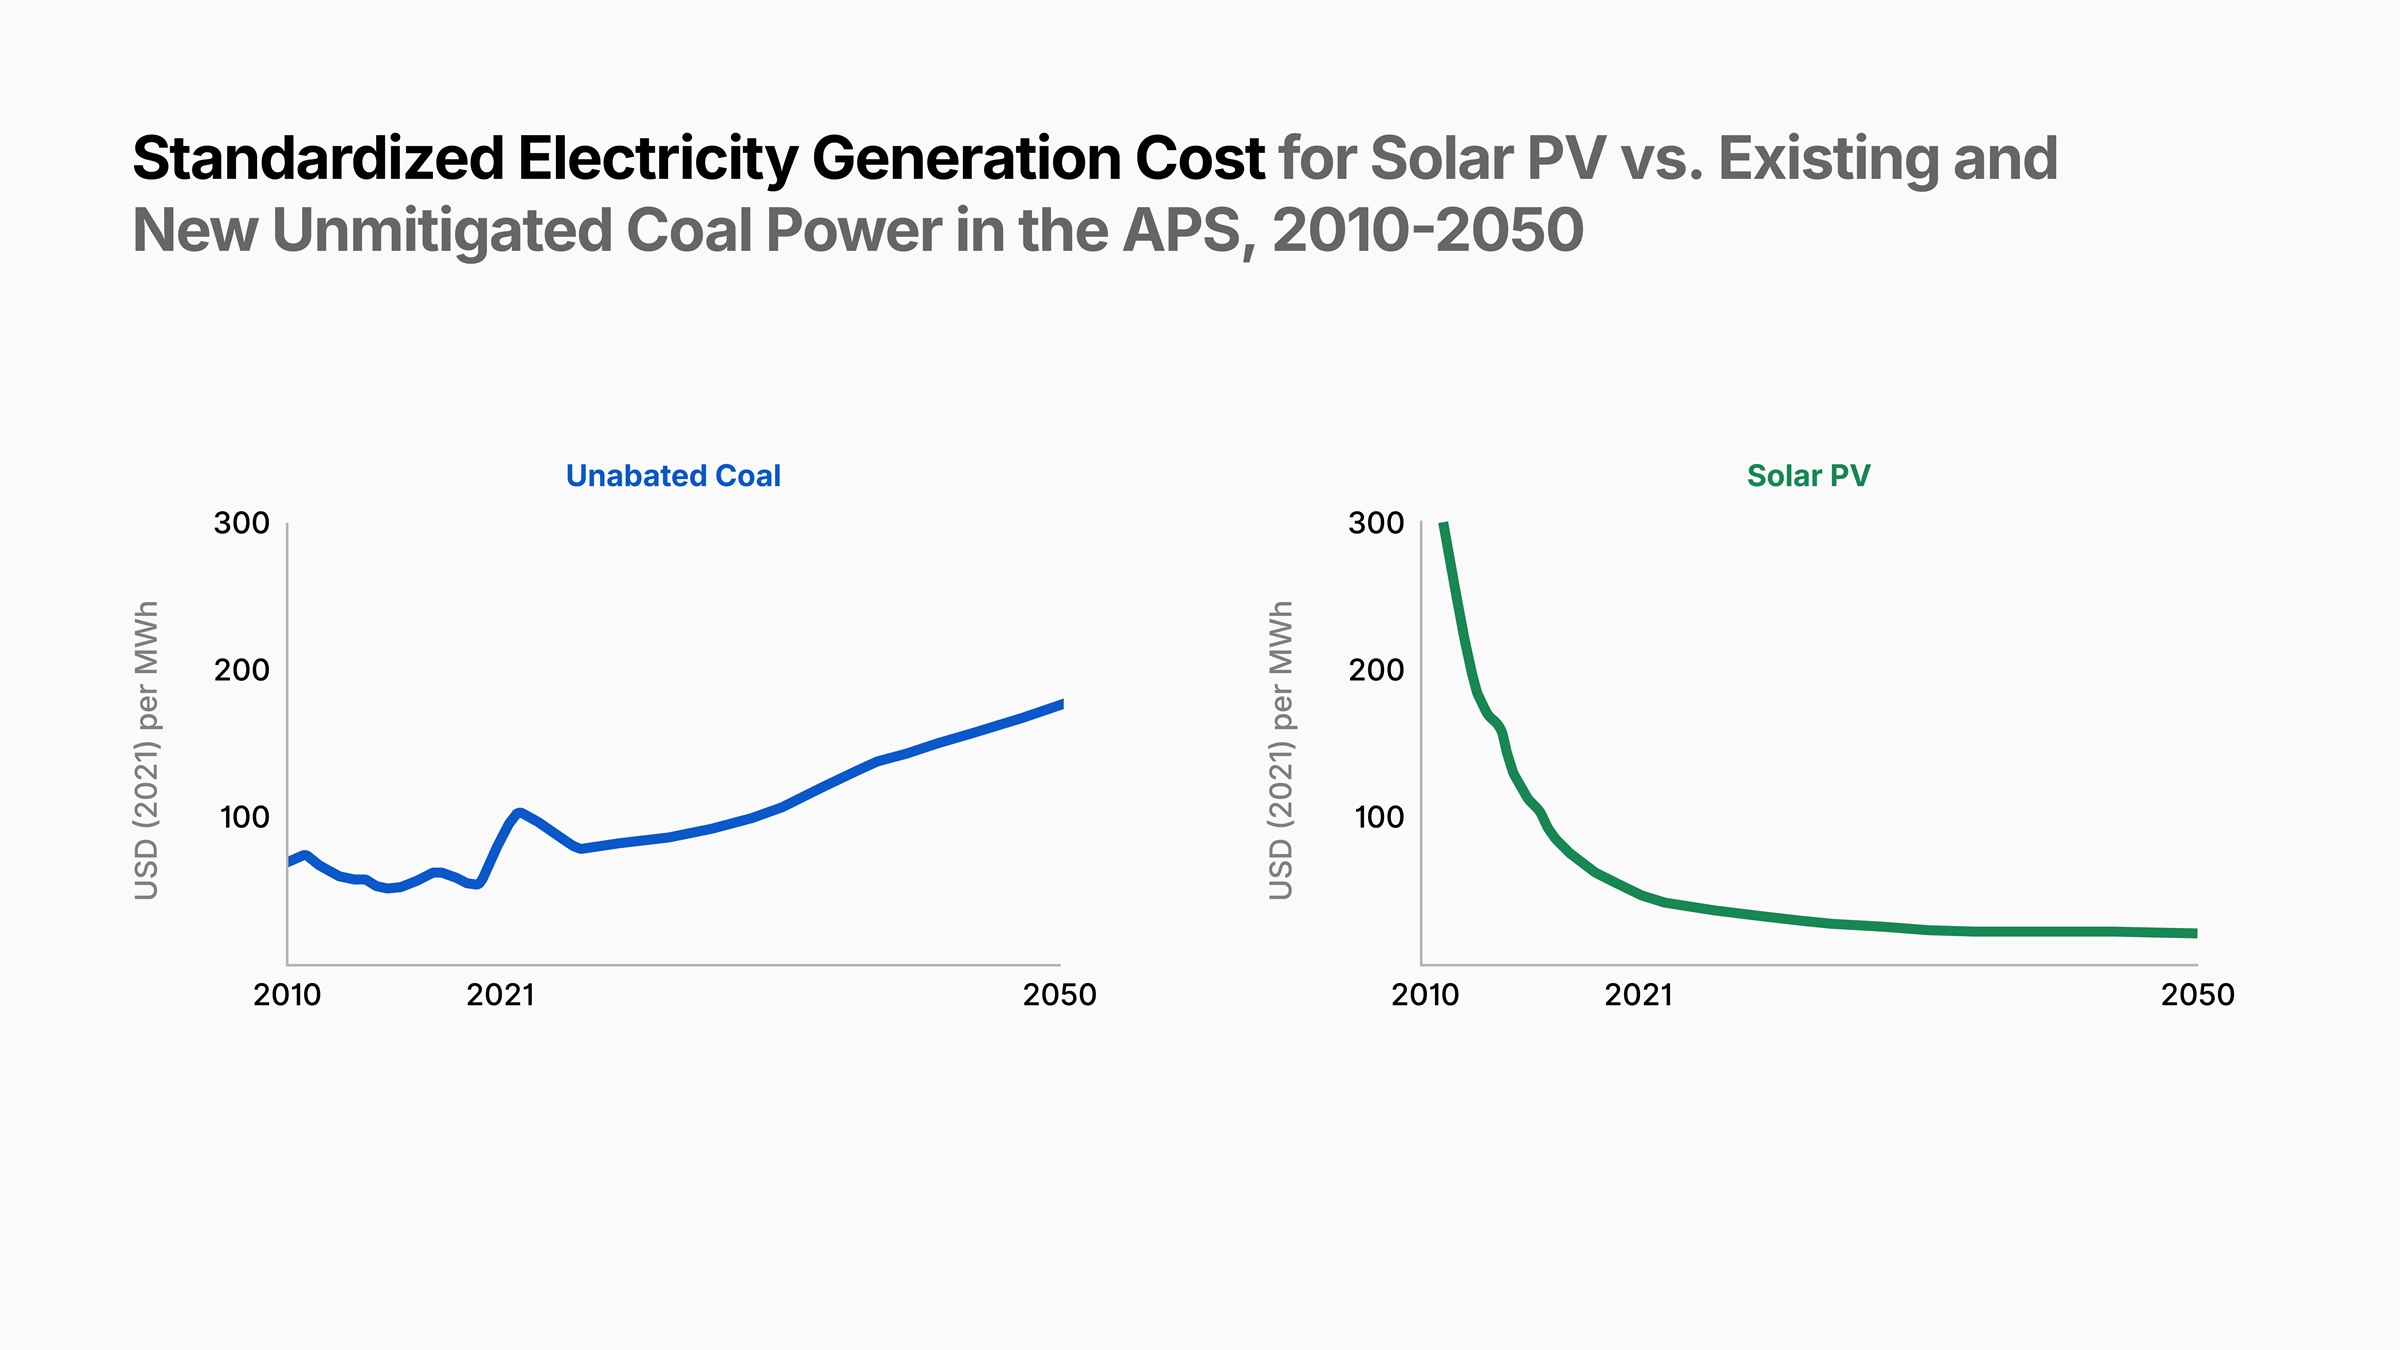 Standardized Electricity Generation Cost for Solar PV vs. Existing and
New Unmitigated Coal Power in the APS, 2010-2050
Unabated Coal
300
200
100
USD (2021) per MWh
2010
2021
2050
Solar PV
300
200
100
USD (2021) per MWh
2010
2021
2050